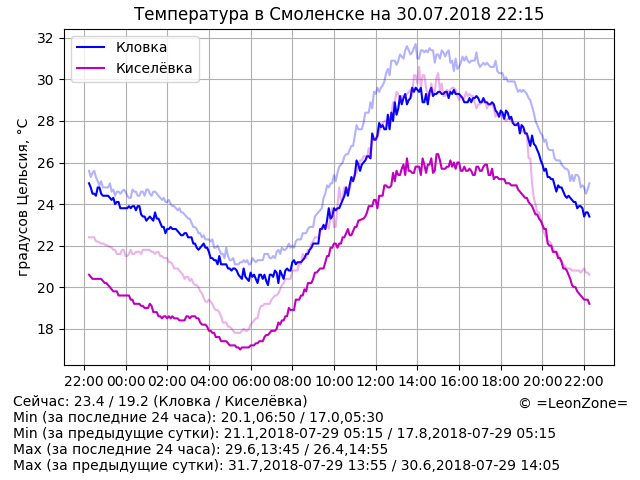 Температура в Смоленске на 30.07.2018 22:15
Кловка
Киселёвка
градусов Цельсия, °C
32
30
28
26
24
22
20
18
22:00 00:00 02:00 04:00 06:00 08:00 10:00 12:00 14:00 16:00 18:00 20:00 22:00
Сейчас: 23.4 / 19.2 (Кловка / Киселёвка)
© =LeonZone=
Min (за последние 24 часа): 20.1,06:50 / 17.0,05:30
Min (за предыдущие сутки): 21.1,2018-07-29 05:15 / 17.8,2018-07-29 05:15
Max (за последние 24 часа): 29.6,13:45 / 26.4,14:55
Max (за предыдущие сутки): 31.7,2018-07-29 13:55 / 30.6,2018-07-29 14:05